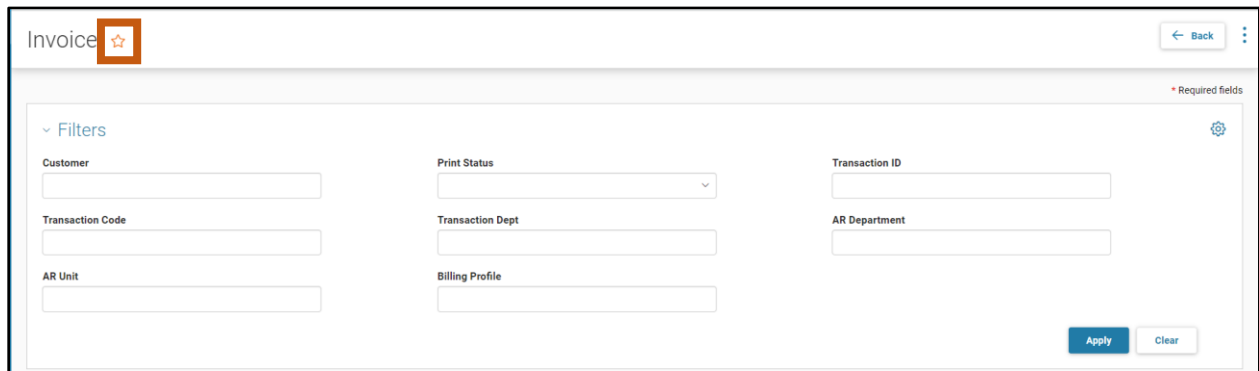 Invoice
Back
* Required fields
Filters
Customer Print Status Transaction ID
Transaction Code Transaction Dept AR Department
AR Unit Billing Profile
Apply Clear